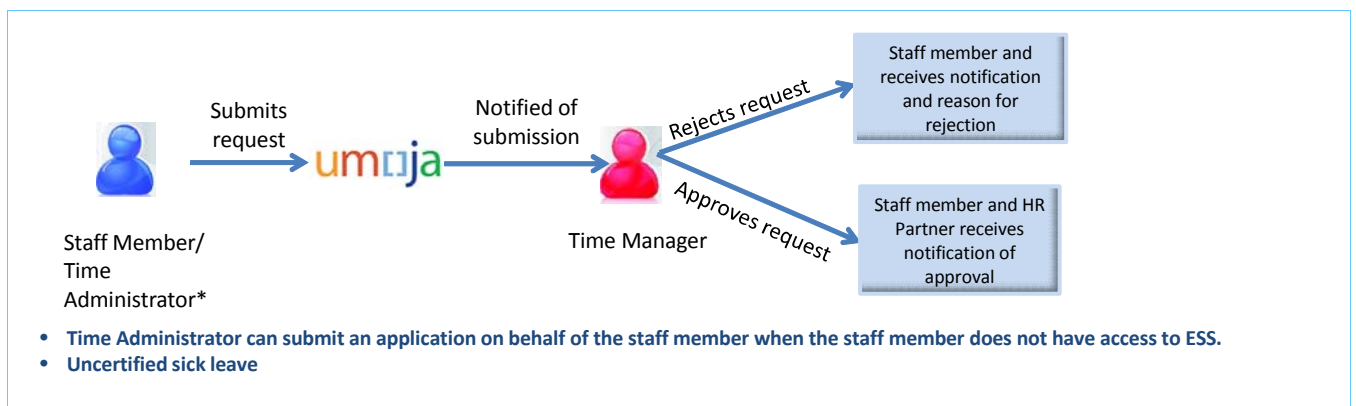 Submits
request
umoja
Notified of
submission
Rejects request
Approves request
Staff member and
receives notification
and reason for
rejection
Staff member and HR
Partner receives
notification of
approval
Staff Member/
Time
Administrator*
Time Manager
• Time Administrator can submit an application on behalf of the staff member when the staff member does not have access to ESS.
• Uncertified sick leave